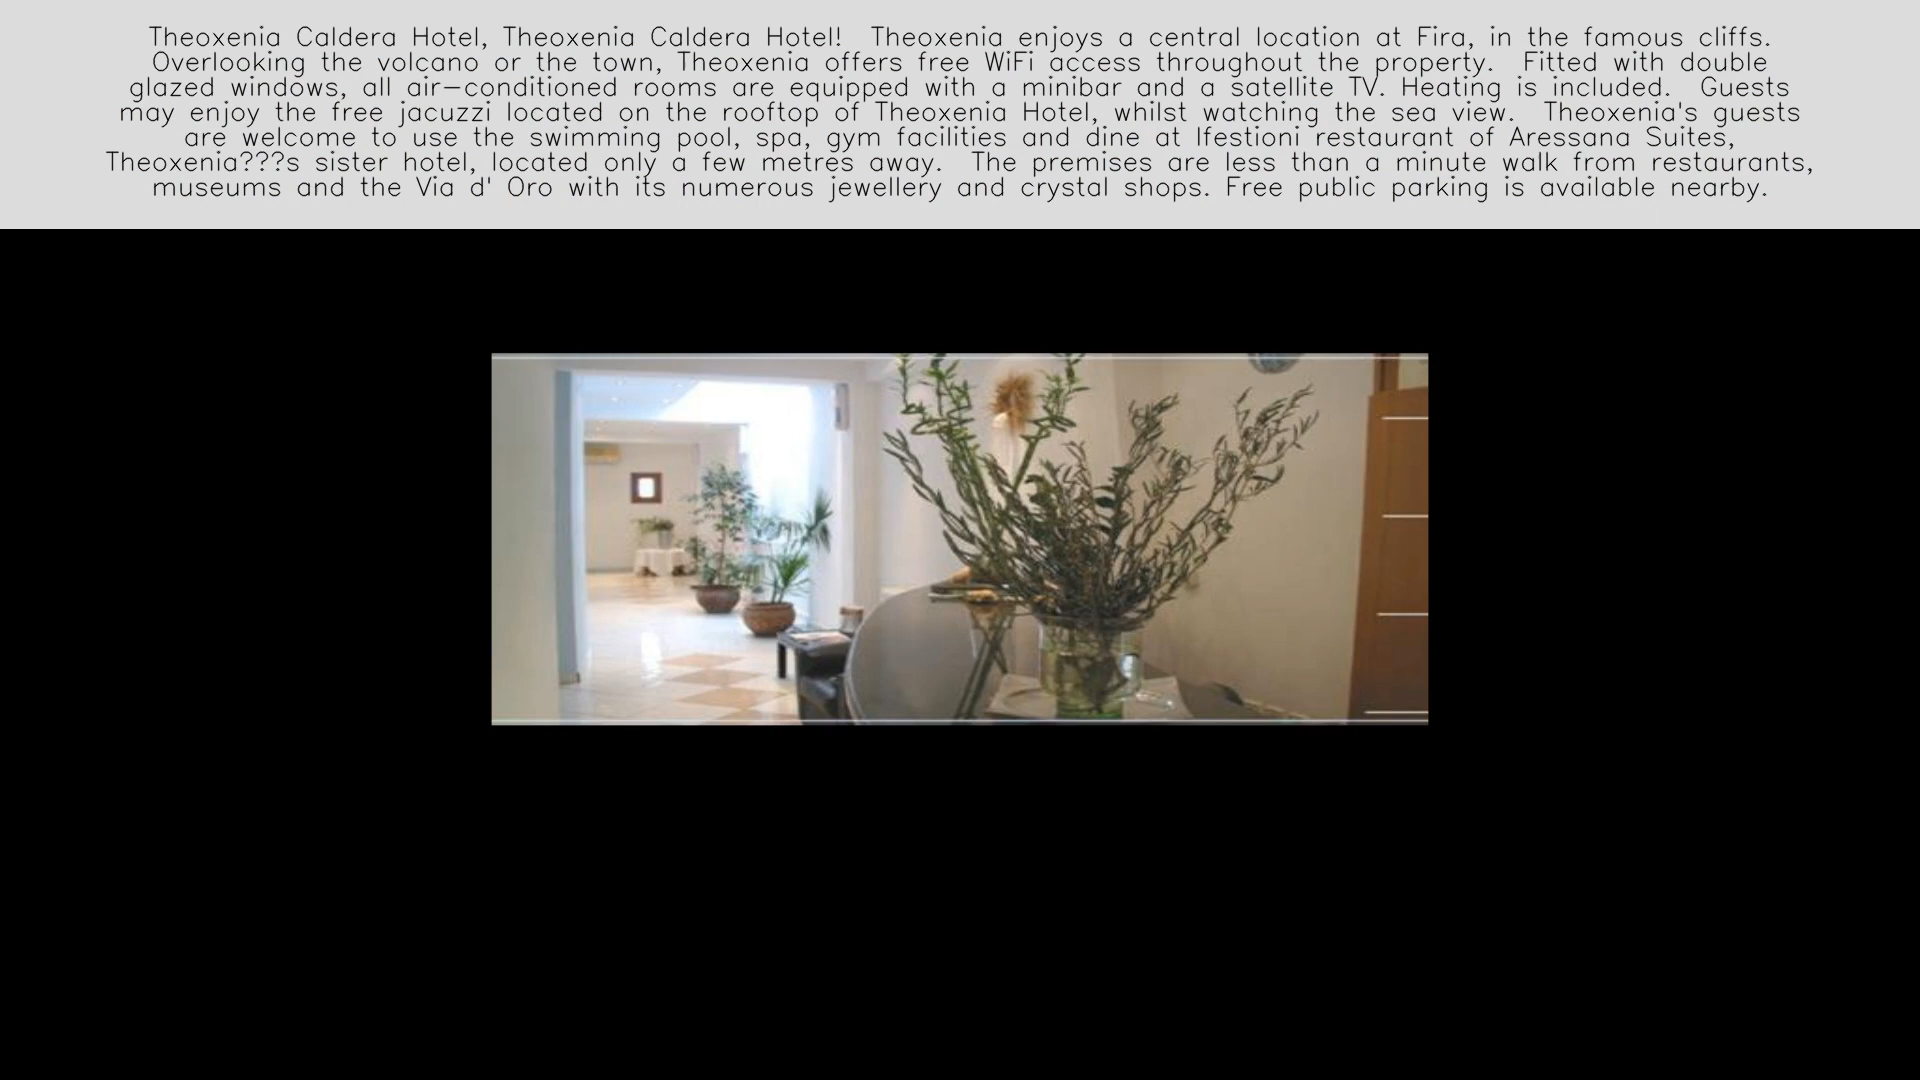 Theoxenia Caldera Hotel, Theoxenia Caldera Hotel!  Theoxenia enjoys a central location at Fira, in the famous cliffs.
Overlooking the volcano or the town, Theoxenia offers free WiFi access throughout the property.  Fitted with double
glazed windows, all air-conditioned rooms are equipped with a minibar and a satellite TV. Heating is included.  Guests
may enjoy the free jacuzzi located on the rooftop of Theoxenia Hotel, whilst watching the sea view.  Theoxenia's guests
are welcome to use the swimming pool, spa, gym facilities and dine at Ifestioni restaurant of Aressana Suites,
Theoxenia???s sister hotel, located only a few metres away.  The premises are less than a minute walk from restaurants,
museums and the Via d' Oro with its numerous jewellery and crystal shops. Free public parking is available nearby.